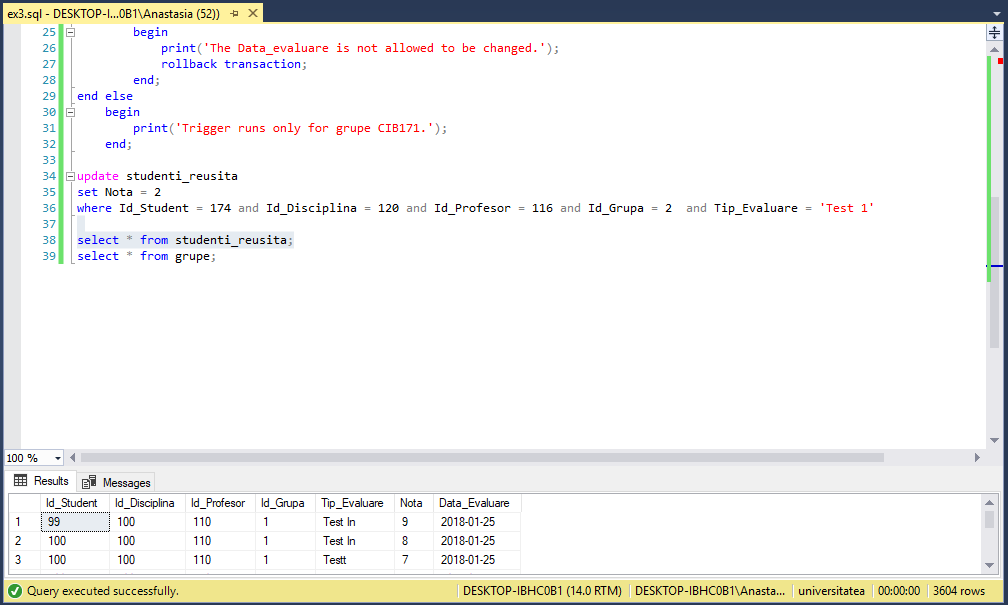 ex3.sql - DESKTOP-I...0B1\Anastasia (52))
25 begin
26 print('The Data_evaluare is not allowed to be changed.');
27 rollback transaction;
28 end;
29 end else
30 begin
31 print('Trigger runs only for grupe CIB171.');
32 end;
33
34 update studenti_reusita
35 set Nota = 2
36 where Id_Student = 174 and Id_Disciplina = 120 and Id_Profesor = 116 and Id_Grupa = 2  and Tip_Evaluare = 'Test 1'
37
38 select * from studenti_reusita;
39 select * from grupe;
100 %
Results Messages
Id_Student Id_Disciplina Id_Profesor Id_Grupa Tip_Evaluare Nota Data_Evaluare
1 99 100 110 1 Test In 9 2018-01-25
2 100 100 110 1 Test In 8 2018-01-25
3 100 100 110 1 Testt 7 2018-01-25
Query executed successfully. DESKTOP-IBHC0B1 (14.0 RTM) DESKTOP-IBHC0B1\Anasta... universitatea 00:00:00 3604 rows